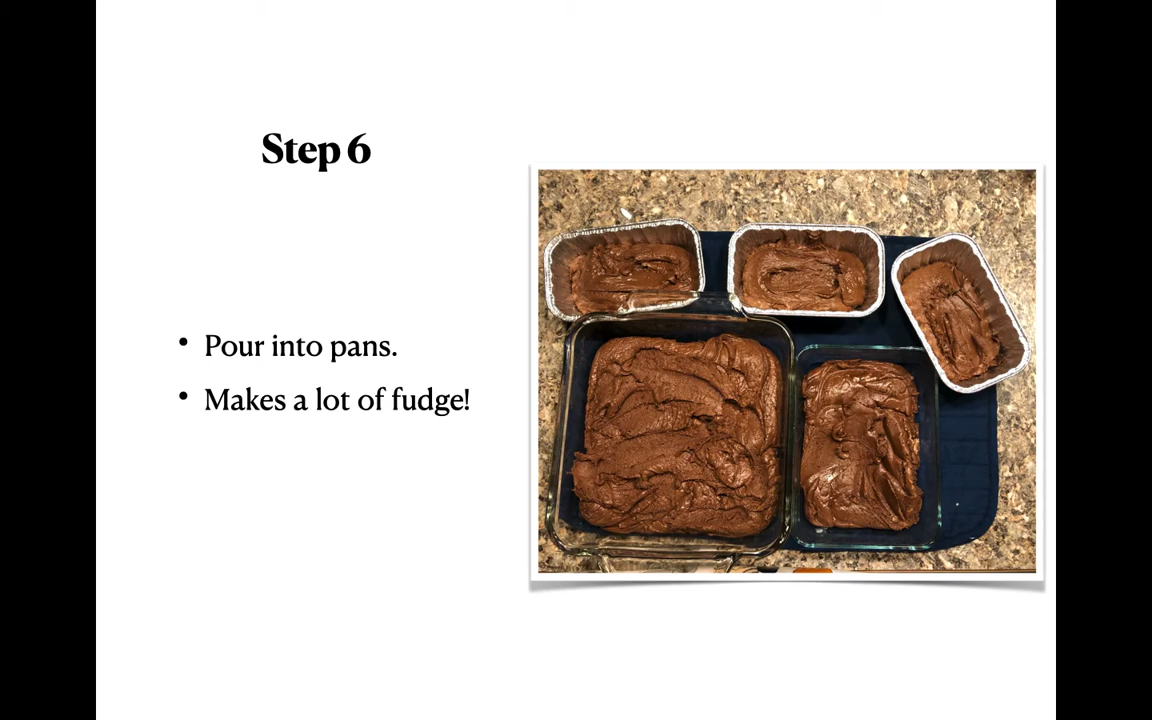 Step 6
• Pour into pans.
• Makes a lot of fudge!